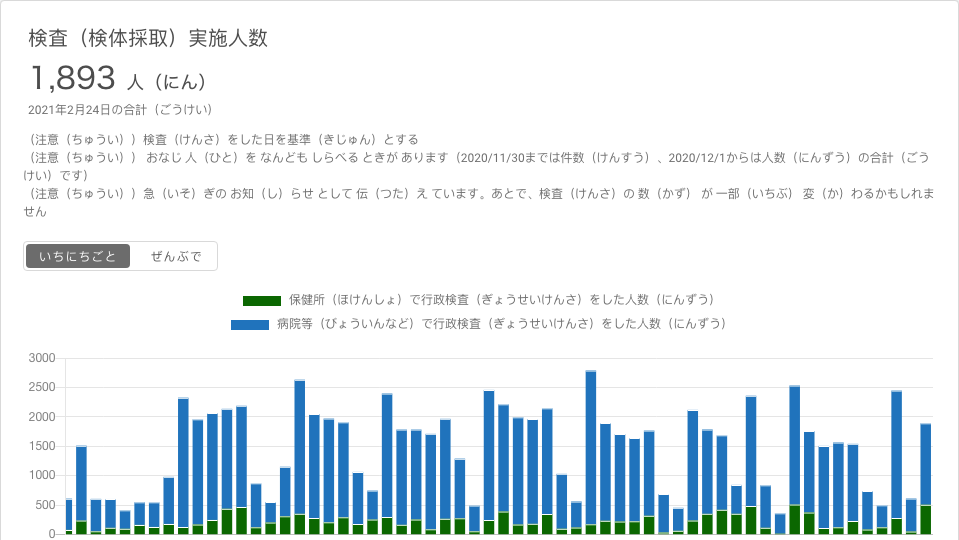 検査（検体採取）実施人数
1,893 人（にん）
2021年2月24日の合計（ごうけい）
（注意（ちゅうい））検査（けんさ）をした日を基準（きじゅん）とする
（注意（ちゅうい）） おなじ 人（ひと）を なんども しらべる ときが あります（2020/11/30までは件数（けんすう）、2020/12/1からは人数（にんずう）の合計（ごう
けい）です）
（注意（ちゅうい））急（いそ）ぎの お知（し）らせ として 伝（つた）え ています。あとで、検査（けんさ）の 数（かず） が 一部（いちぶ） 変（か）わるかもしれま
せん
いちにちごと ぜんぶで
保健所（ほけんしょ）で行政検査（ぎょうせいけんさ）をした人数（にんずう）
病院等（びょういんなど）で行政検査（ぎょうせいけんさ）をした人数（にんずう）
3000
2500
2000
1500
1000
500
0